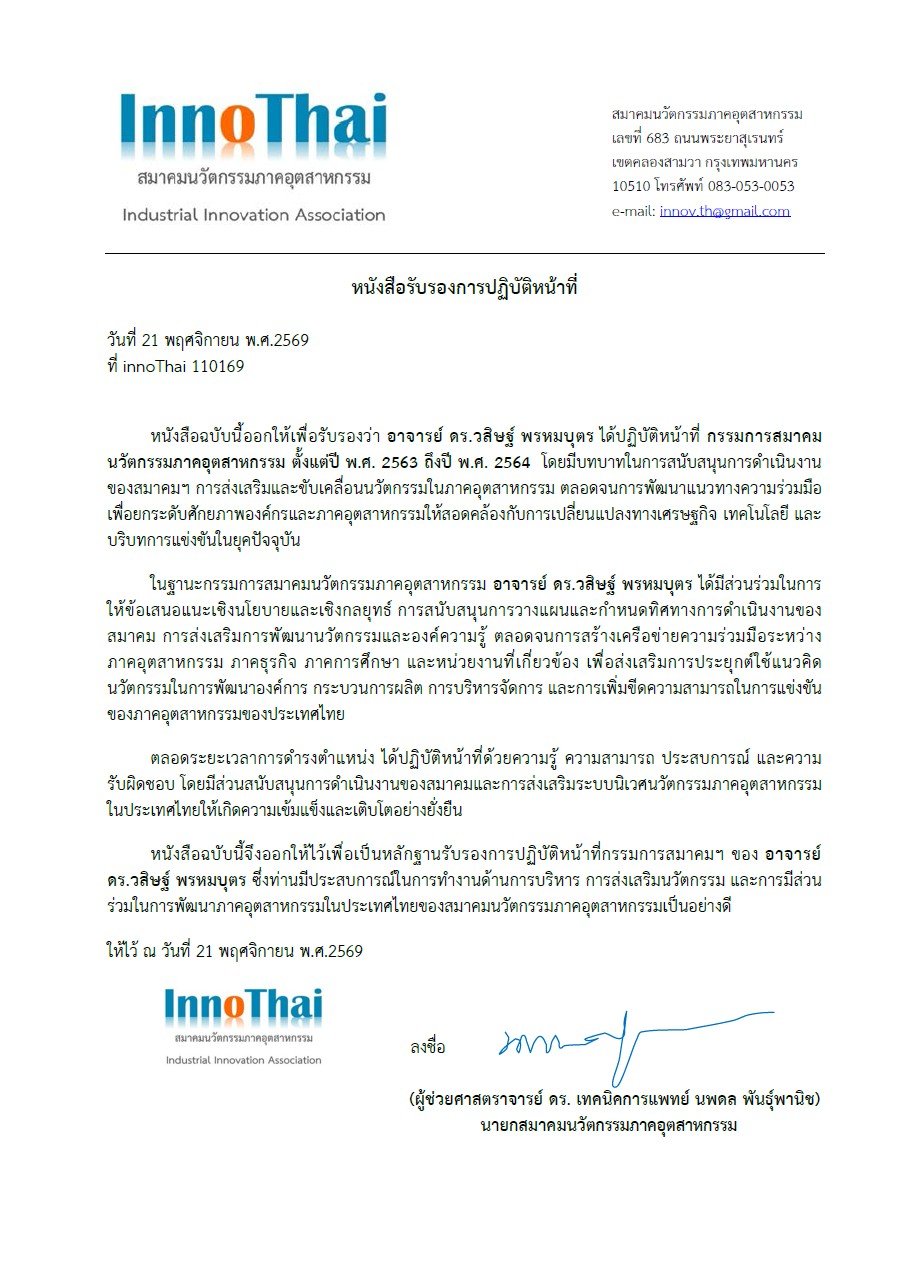 InnoThai
สมาคมนวัตกรรมภาคอุตสาหกรรม
Industrial Innovation Association
สมาคมนวัตกรรมภาคอุตสาหกรรม
เลขที่ 683 ถนนพระยาสุเรนทร์
เขตคลองสามวา กรุงเทพมหานคร
10510 โทรศัพท์ 083-053-0053
e-mail: innov.th@gmail.com
หนังสือรับรองการปฏิบัติหน้าที่
วันที่ 21 พฤศจิกายน พ.ศ.2569
ที่ innoThai 110169
หนังสือฉบับนี้ออกให้เพื่อรับรองว่า อาจารย์ ดร.วสิษฐ์ พรหมบุตร ได้ปฏิบัติหน้าที่ กรรมการสมาคม
นวัตกรรมภาคอุตสาหกรรม ตั้งแต่ปี พ.ศ. 2563 ถึงปี พ.ศ. 2564 โดยมีบทบาทในการสนับสนุนการดำเนินงาน
ของสมาคมฯ การส่งเสริมและขับเคลื่อนนวัตกรรมในภาคอุตสาหกรรม ตลอดจนการพัฒนาแนวทางความร่วมมือ
เพื่อยกระดับศักยภาพองค์กรและภาคอุตสาหกรรมให้สอดคล้องกับการเปลี่ยนแปลงทางเศรษฐกิจ เทคโนโลยี และ
บริบทการแข่งขันในยุคปัจจุบัน
ในฐานะกรรมการสมาคมนวัตกรรมภาคอุตสาหกรรม อาจารย์ ดร.วสิษฐ์ พรหมบุตร ได้มีส่วนร่วมในการ
ให้ข้อเสนอแนะเชิงนโยบายและเชิงกลยุทธ์ การสนับสนุนการวางแผนและกำหนดทิศทางการดำเนินงานของ
สมาคม การส่งเสริมการพัฒนานวัตกรรมและองค์ความรู้ ตลอดจนการสร้างเครือข่ายความร่วมมือระหว่าง
ภาคอุตสาหกรรม ภาคธุรกิจ ภาคการศึกษา และหน่วยงานที่เกี่ยวข้อง เพื่อส่งเสริมการประยุกต์ใช้แนวคิด
นวัตกรรมในการพัฒนาองค์การ กระบวนการผลิต การบริหารจัดการ และการเพิ่มขีดความสามารถในการแข่งขัน
ของภาคอุตสาหกรรมของประเทศไทย
ตลอดระยะเวลาการดำรงตำแหน่ง ได้ปฏิบัติหน้าที่ด้วยความรู้ ความสามารถ ประสบการณ์ และความ
รับผิดชอบ โดยมีส่วนสนับสนุนการดำเนินงานของสมาคมและการส่งเสริมระบบนิเวศนวัตกรรมภาคอุตสาหกรรม
ในประเทศไทยให้เกิดความเข้มแข็งและเติบโตอย่างยั่งยืน
หนังสือฉบับนี้จึงออกให้ไว้เพื่อเป็นหลักฐานรับรองการปฏิบัติหน้าที่กรรมการสมาคมฯ ของ อาจารย์
ดร.วสิษฐ์ พรหมบุตร ซึ่งท่านมีประสบการณ์ในการทำงานด้านการบริหาร การส่งเสริมนวัตกรรม และการมีส่วน
ร่วมในการพัฒนาภาคอุตสาหกรรมในประเทศไทยของสมาคมนวัตกรรมภาคอุตสาหกรรมเป็นอย่างดี
ให้ไว้ ณ วันที่ 21 พฤศจิกายน พ.ศ.2569
InnoThai
สมาคมนวัตกรรมภาคอุตสาหกรรม
Industrial Innovation Association
ลงชื่อ
(ผู้ช่วยศาสตราจารย์ ดร. เทคนิคการแพทย์ นพดล พันธุ์พานิช)
นายกสมาคมนวัตกรรมภาคอุตสาหกรรม